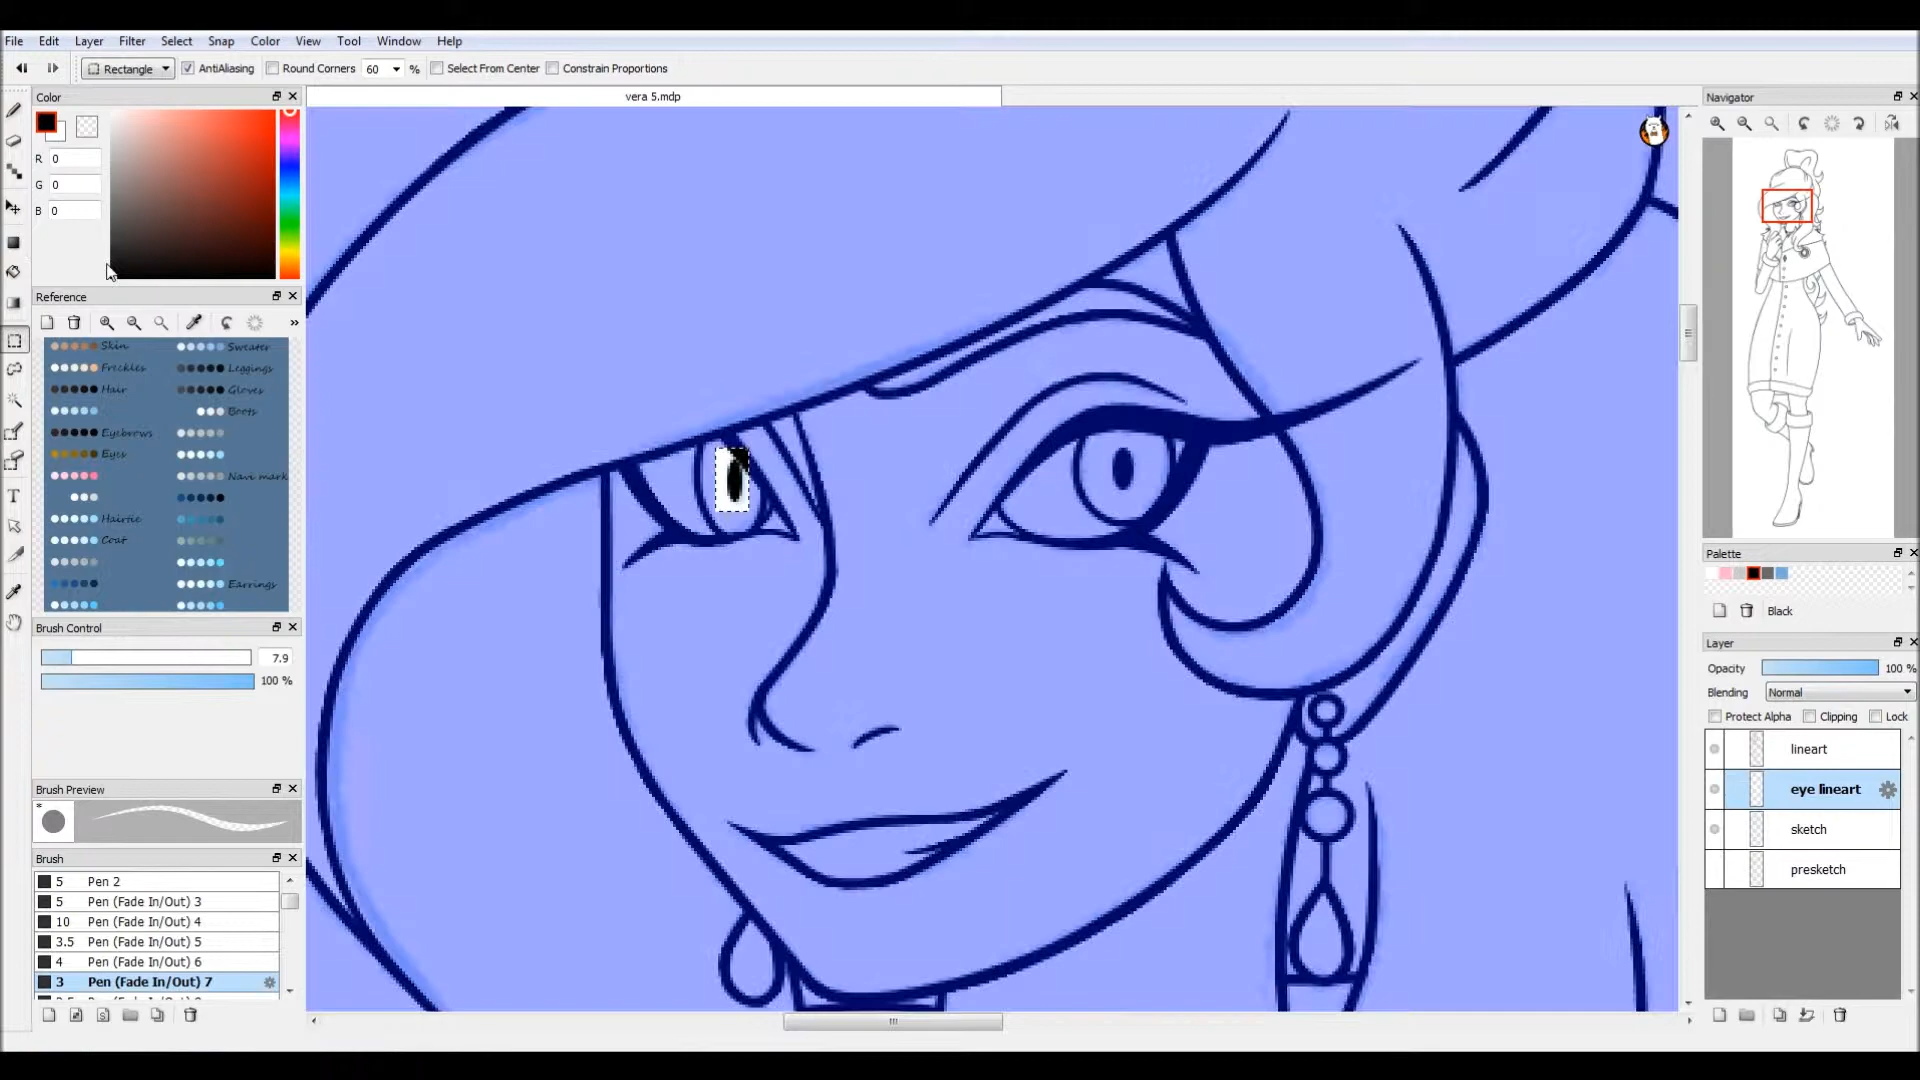 File Edit Layer Filter Select Snap Color View Tool Window Help
Rectangle AntiAliasing Round Corners 60 % Select From Center Constrain Proportions
Color
vera 5.mdp
Navigator
R 0
G 0
B 0
Reference
»
Skin Sweater
Freckles Leggings
Hair Gloves
Boots
Eyebrows
Eyes
Navi mark
Hairtie
Coat
Earrings
Brush Control
7.9
100 %
Brush Preview
*
Brush
5 Pen 2
5 Pen (Fade In/Out) 3
10 Pen (Fade In/Out) 4
3.5 Pen (Fade In/Out) 5
4 Pen (Fade In/Out) 6
3 Pen (Fade In/Out) 7
T
Palette
Black
Layer
Opacity 100 %
Blending Normal
Protect Alpha Clipping Lock
lineart
eye lineart
sketch
presketch